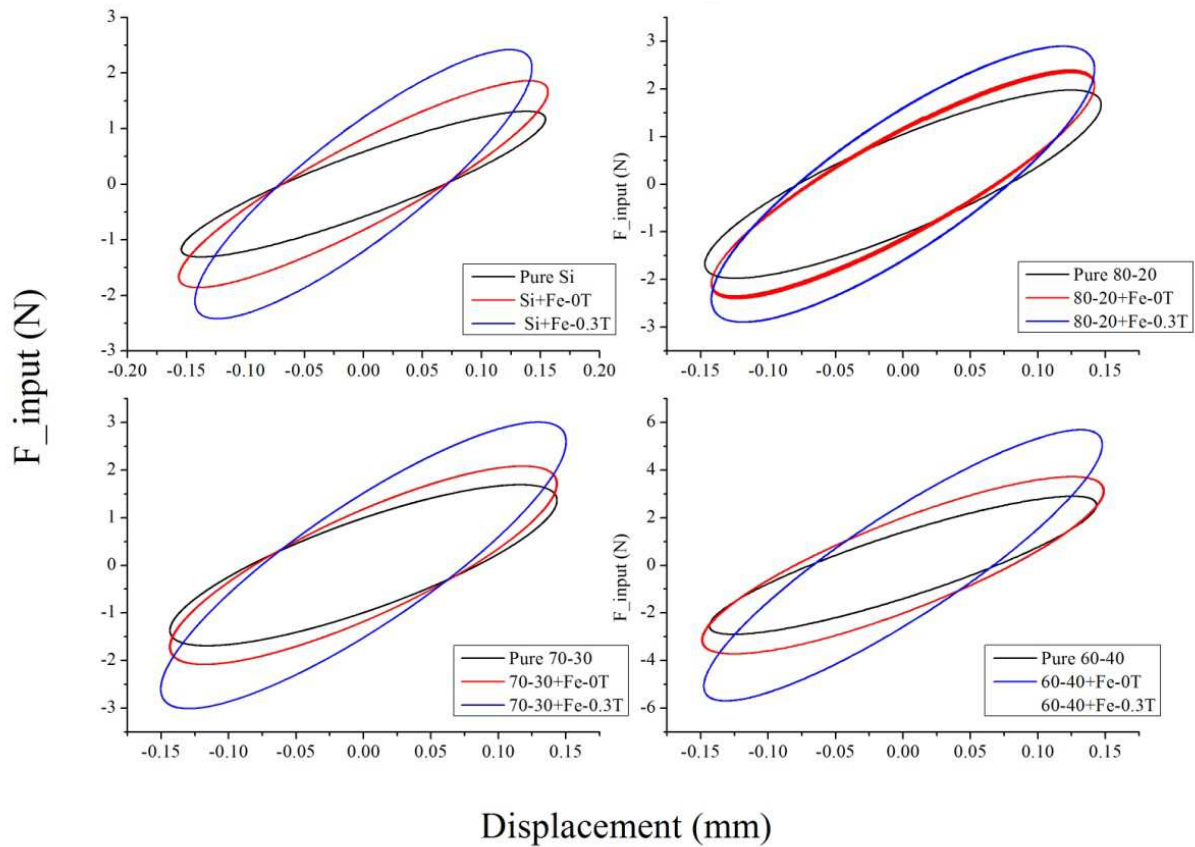 3
2
1
0
-1
-2
-3
-0.20 -0.15 -0.10 -0.05 0.00 0.05 0.10 0.15 0.20
Pure Si
Si+Fe-0T
Si+Fe-0.3T
F_input (N)
3
2
1
0
-1
-2
-3
-0.15 -0.10 -0.05 0.00 0.05 0.10 0.15
Pure 80-20
80-20+Fe-0T
80-20+Fe-0.3T
F_input (N)
3
2
1
0
-1
-2
-3
-0.15 -0.10 -0.05 0.00 0.05 0.10 0.15
Pure 70-30
70-30+Fe-0T
70-30+Fe-0.3T
F_input (N)
6
4
2
0
-2
-4
-6
-0.15 -0.10 -0.05 0.00 0.05 0.10 0.15
Pure 60-40
60-40+Fe-0T
60-40+Fe-0.3T
Displacement (mm)